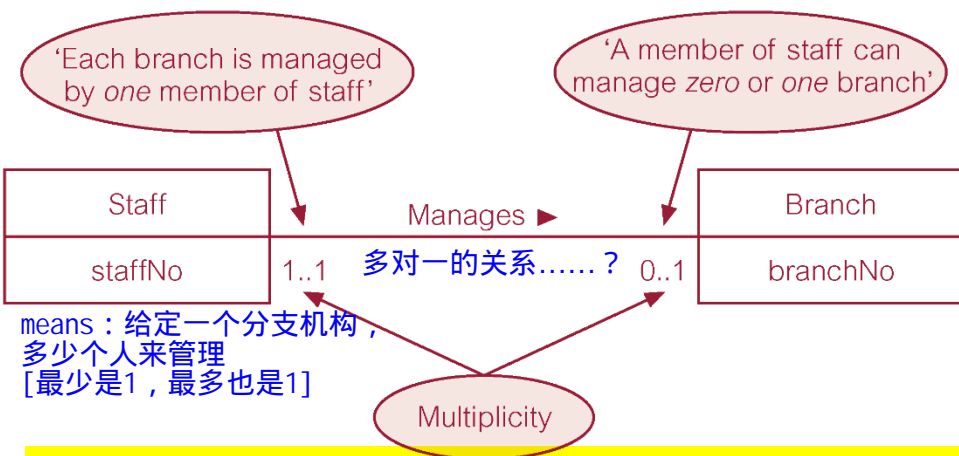 ‘Each branch is managed
by one member of staff’
‘A member of staff can
manage zero or one branch’
Staff
Manages ►
Branch
staffNo
1..1
多对一的关系……？
0..1
branchNo
means：给定一个分支机构，
多少个人来管理
[最少是1，最多也是1]
Multiplicity